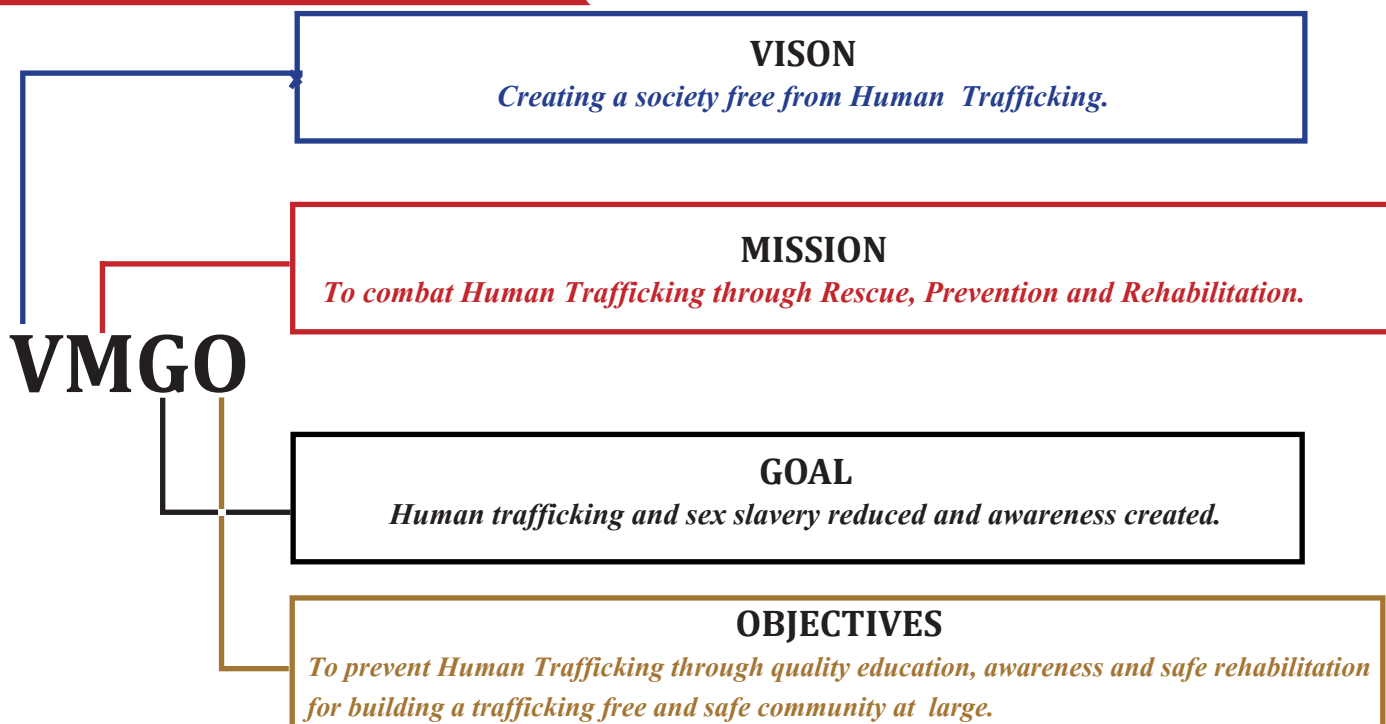 VISON
Creating a society free from Human Trafficking.
MISSION
To combat Human Trafficking through Rescue, Prevention and Rehabilitation.
VMGO
GOAL
Human trafficking and sex slavery reduced and awareness created.
OBJECTIVES
To prevent Human Trafficking through quality education, awareness and safe rehabilitation
for building a trafficking free and safe community at large.